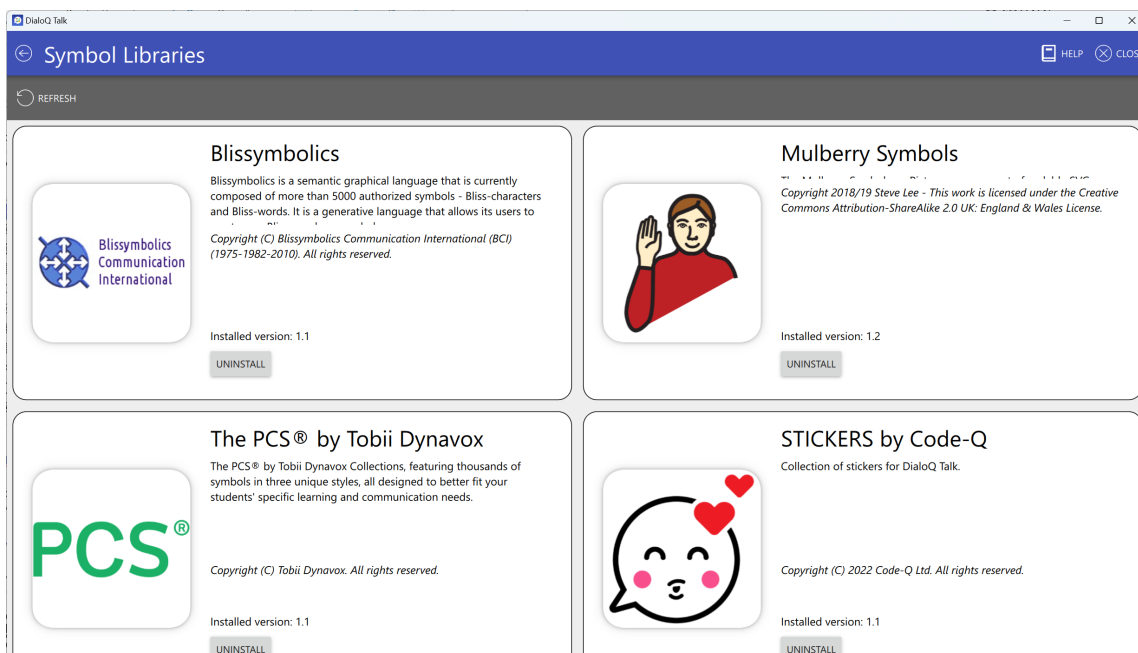 DialoQ Talk
Symbol Libraries
HELP
CLOS
REFRESH
Blissymbolics
Blissymbolics
Communication
International
Blissymbolics is a semantic graphical language that is currently
composed of more than 5000 authorized symbols - Bliss-characters
and Bliss-words. It is a generative language that allows its users to
Copyright (C) Blissymbolics Communication International (BCI)
(1975-1982-2010). All rights reserved.
Installed version: 1.1
UNINSTALL
Mulberry Symbols
Copyright 2018/19 Steve Lee - This work is licensed under the Creative
Commons Attribution-ShareAlike 2.0 UK: England & Wales License.
Installed version: 1.2
UNINSTALL
The PCS® by Tobii Dynavox
PCS®
The PCS® by Tobii Dynavox Collections, featuring thousands of
symbols in three unique styles, all designed to better fit your
students' specific learning and communication needs.
Copyright (C) Tobii Dynavox. All rights reserved.
Installed version: 1.1
UNINSTALL
STICKERS by Code-Q
Collection of stickers for DialoQ Talk.
Copyright (C) 2022 Code-Q Ltd. All rights reserved.
Installed version: 1.1
UNINSTALL